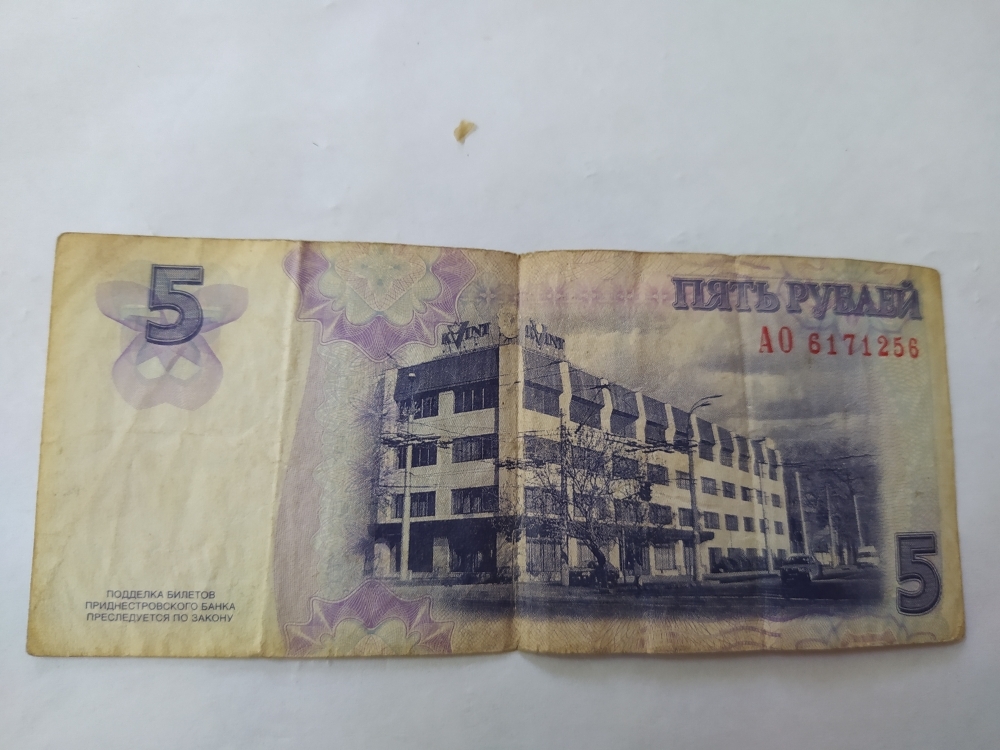 5
ПЯТЬ РУБЛЕЙ
АО 6171256
KVINT KVINT
5
ПОДДЕЛКА БИЛЕТОВ
ПРИДНЕСТРОВСКОГО БАНКА
ПРЕСЛЕДУЕТСЯ ПО ЗАКОНУ